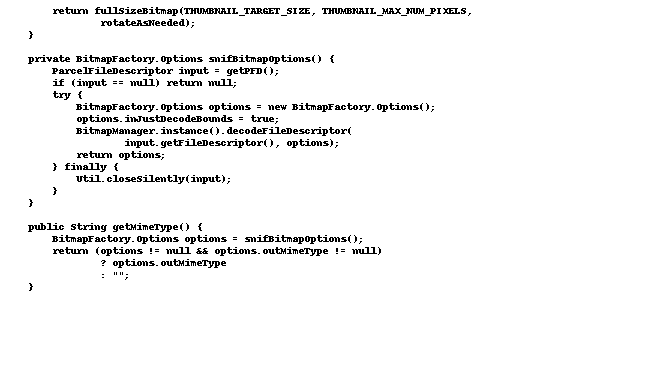 return fullSizeBitmap(THUMBNAIL_TARGET_SIZE, THUMBNAIL_MAX_NUM_PIXELS,
rotateAsNeeded);
}
private BitmapFactory.Options snifBitmapOptions() {
ParcelFileDescriptor input = getPFD();
if (input == null) return null;
try {
BitmapFactory.Options options = new BitmapFactory.Options();
options.inJustDecodeBounds = true;
BitmapManager.instance().decodeFileDescriptor(
input.getFileDescriptor(), options);
return options;
} finally {
Util.closeSilently(input);
}
}
public String getMimeType() {
BitmapFactory.Options options = snifBitmapOptions();
return (options != null && options.outMimeType != null)
? options.outMimeType
: "";
}